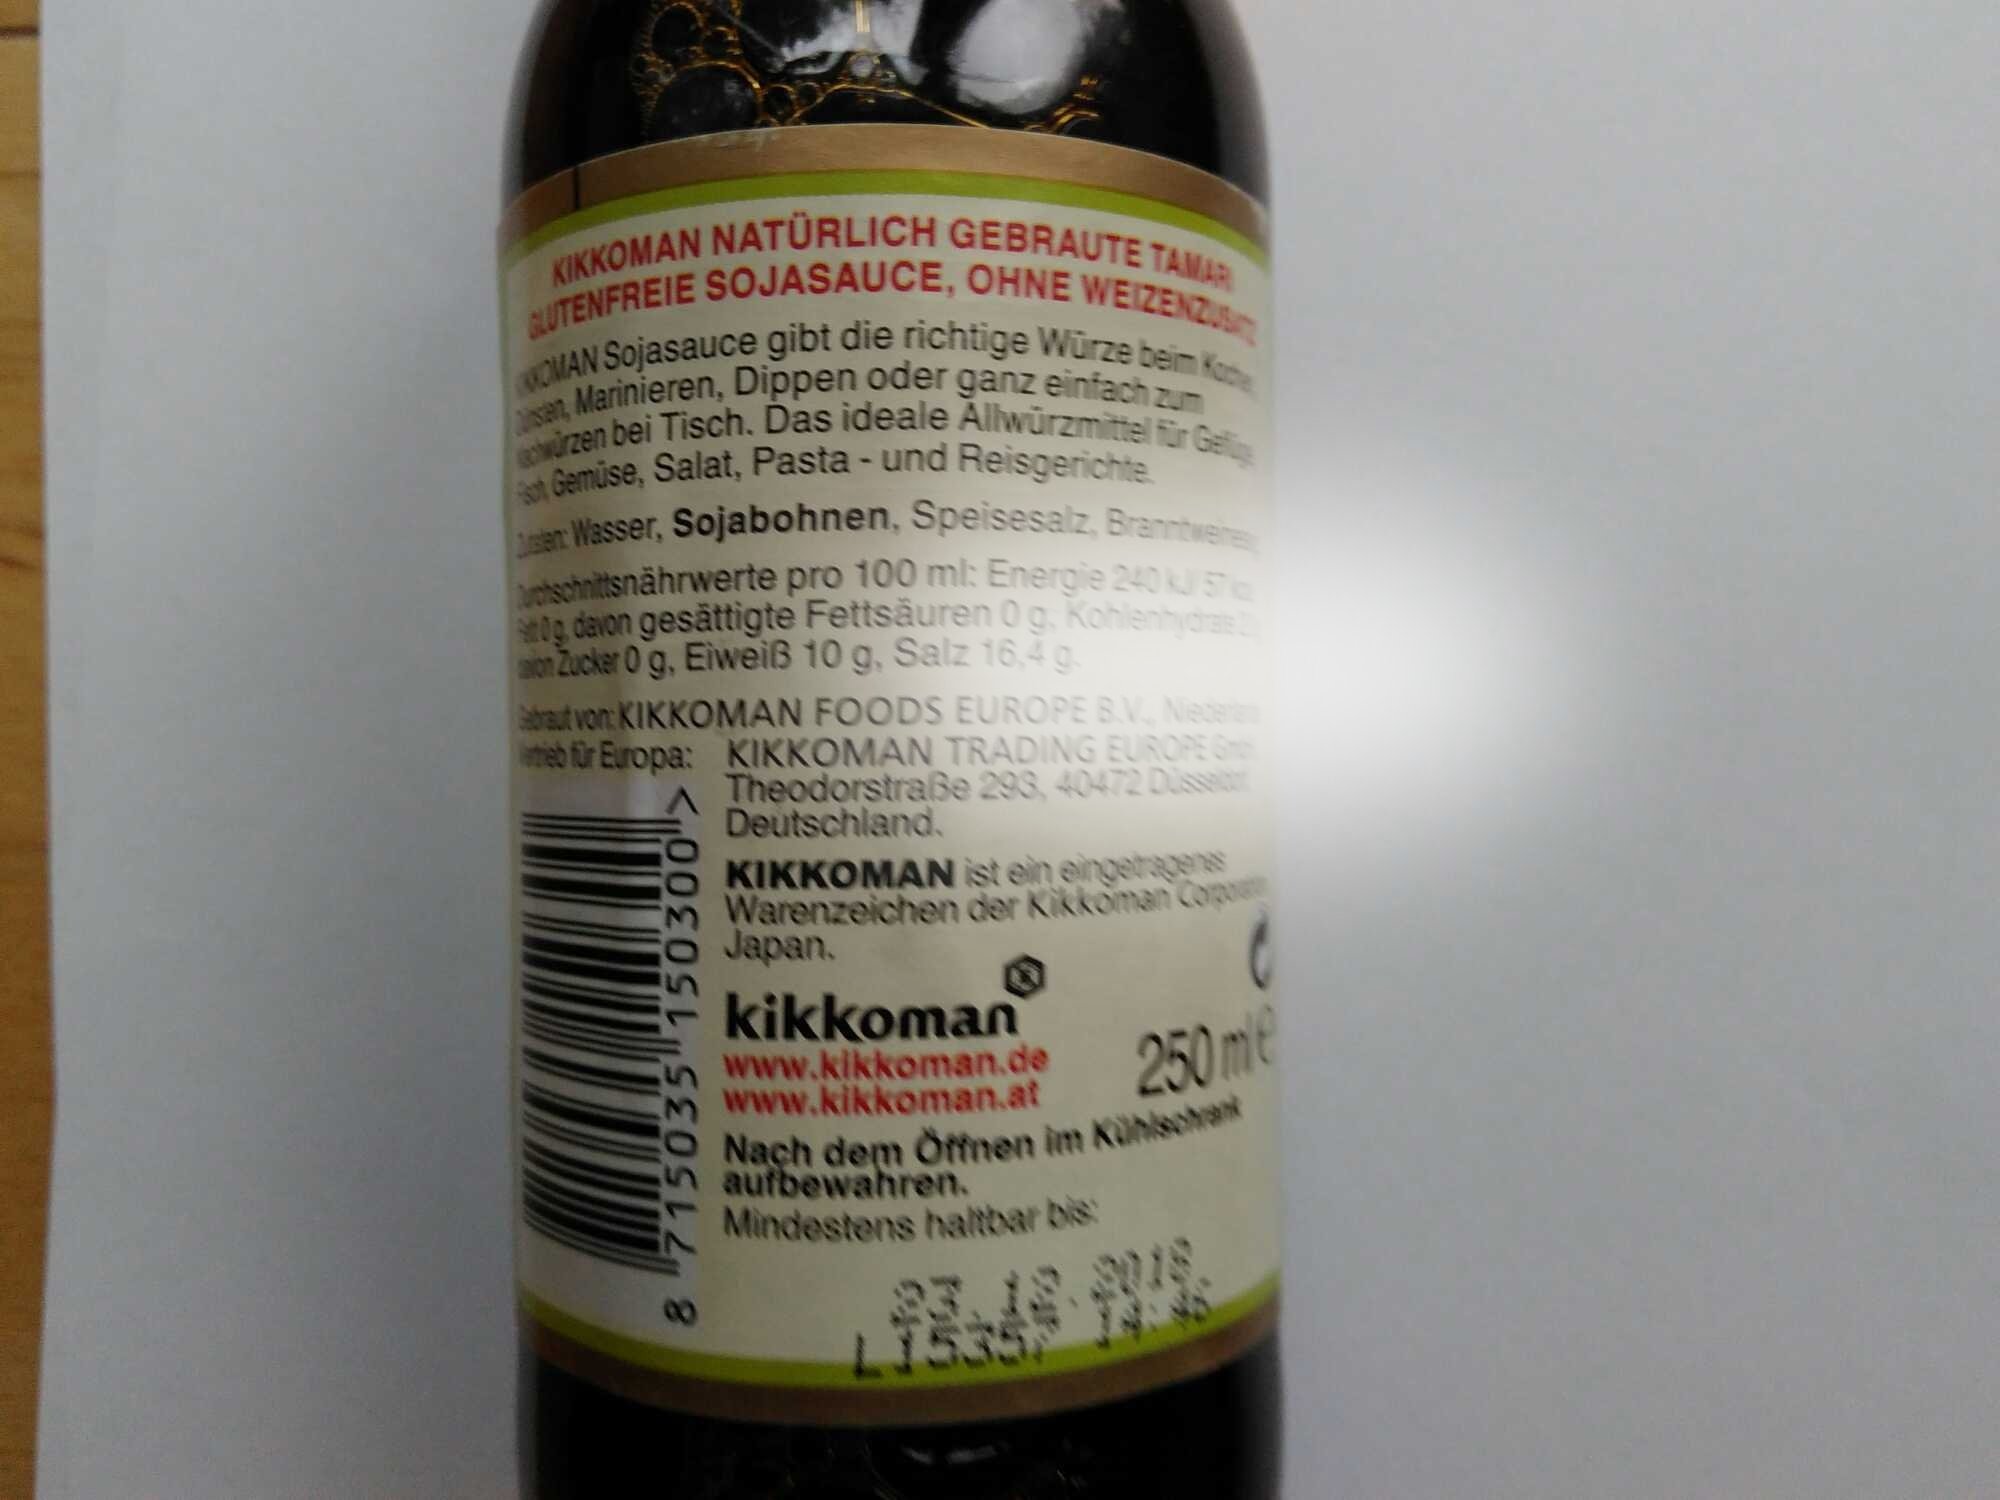 KIKKOMAN NATÜRLICH GEBRAUTE TAMARI
GLUTENFREIE SOJASAUCE, OHNE WEIZENZUSATZ
KIKKOMAN Sojasauce gibt die richtige Würze beim Kochen,
Dünsten, Marinieren, Dippen oder ganz einfach zum
Nachwürzen bei Tisch. Das ideale Allwürzmittel für Geflügel,
Fisch, Gemüse, Salat, Pasta - und Reisgerichte.
Zutaten: Wasser, Sojabohnen, Speisesalz,
Durchschnittsnährwerte pro 100 ml: Energie 240 kJ/ 57
Fett 0 g, davon gesättigte Fettsäuren 0 g, Kohlenhydrate
davon Zucker 0 g, Eiweiß 10 g, Salz 16,4 g.
Gebraut von: KIKKOMAN FOODS EUROPE B.V.,
Vertrieb für Europa: KIKKOMAN TRADING EUROPE GmbH
Theodorstraße 293, 40472 Düsseldorf
Deutschland.
KIKKOMAN ist ein eingetragenes
Warenzeichen der Kikkoman Corporation
Japan.
kikkoman
www.kikkoman.de
www.kikkoman.at
250 ml e
Nach dem Öffnen im Kühlschrank
aufbewahren.
Mindestens haltbar bis:
8 715035 150300 >